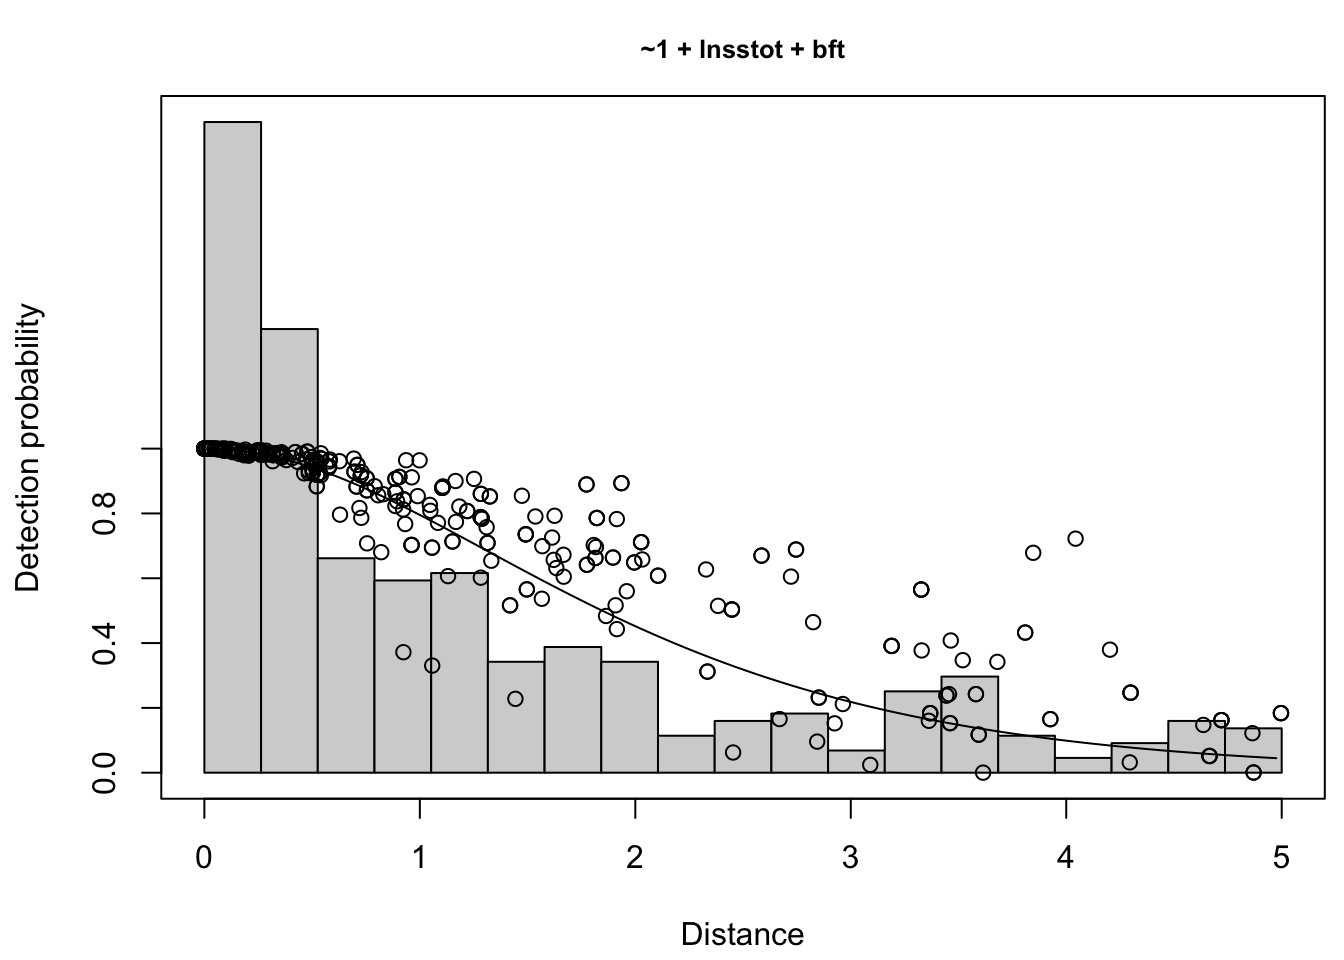 ~1 + lnsstot + bft
Detection probability
0.8
0.4
0.0
0 1 2 3 4 5
Distance